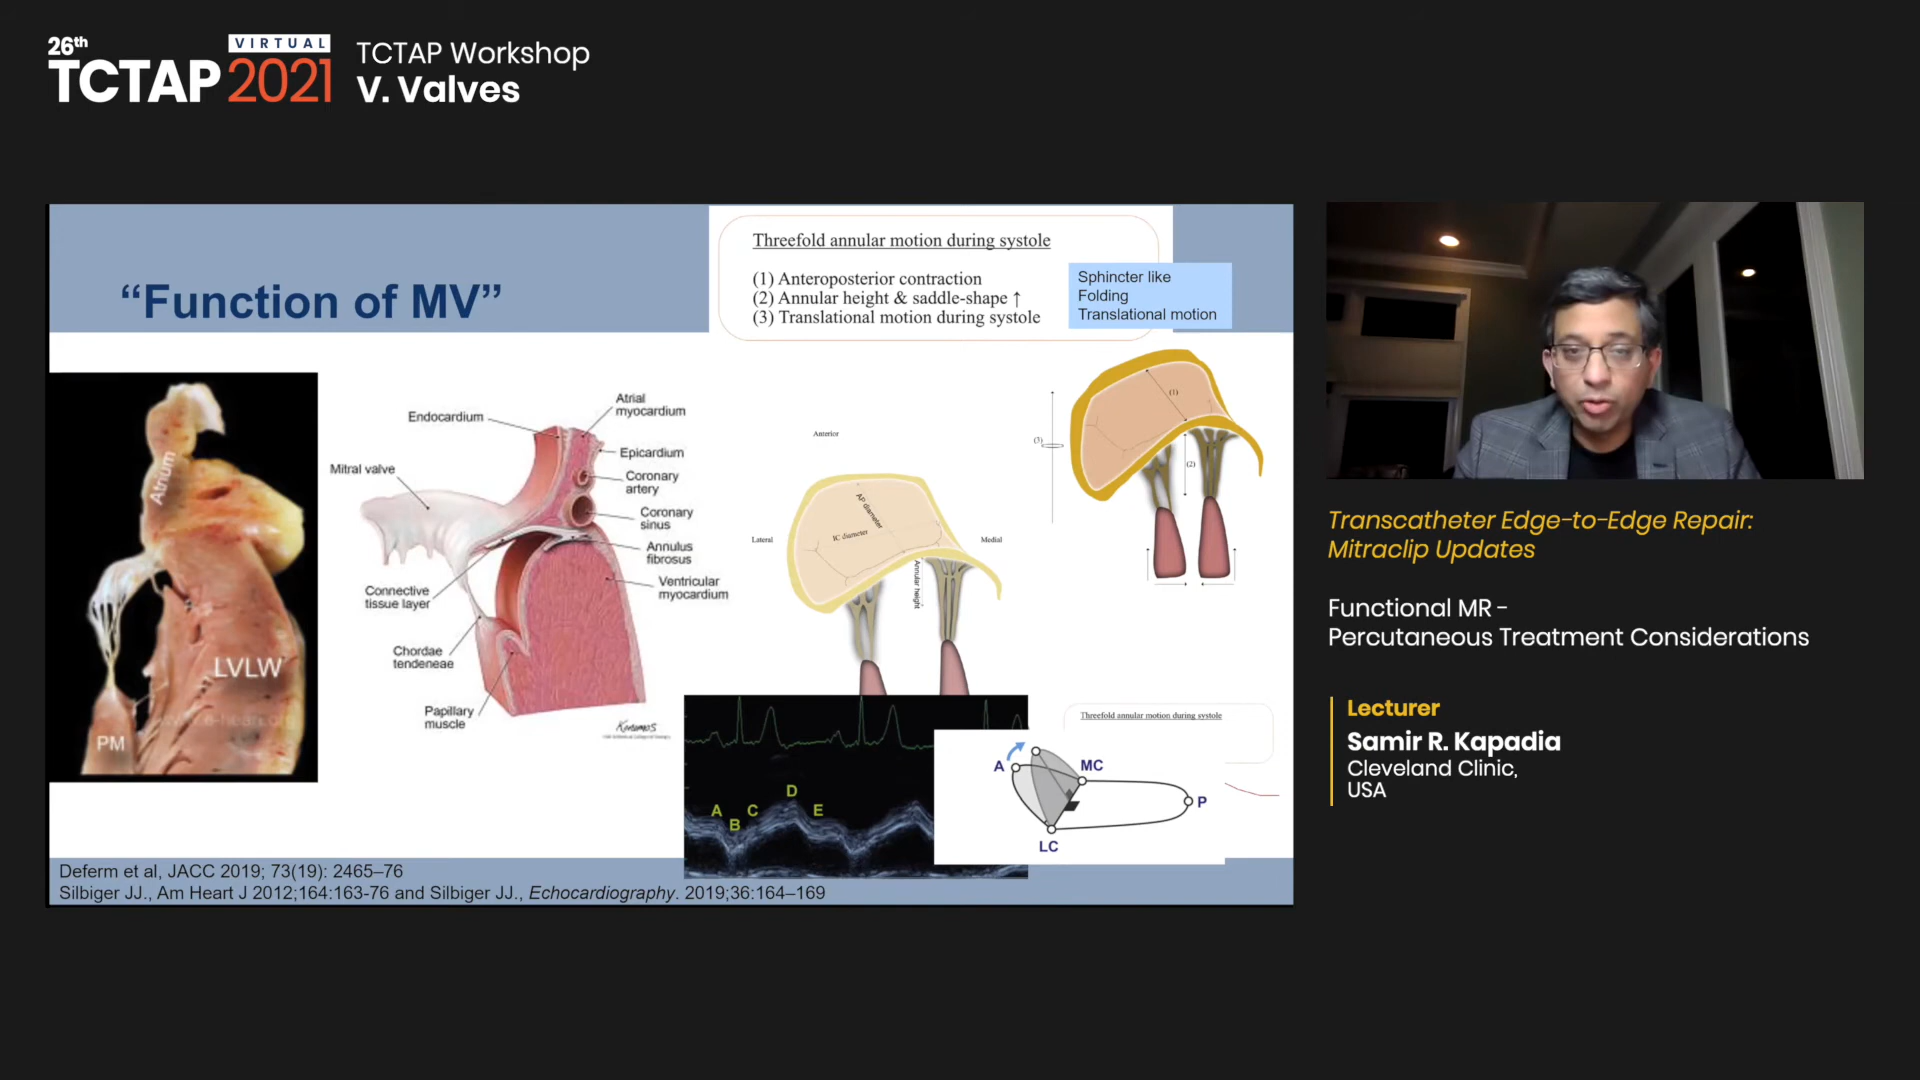 26th
VIRTUAL
TCTAP 2021
TCTAP Workshop
V. Valves
"Function of MV"
Threefold annular motion during systole
(1) Anteroposterior contraction
(2) Annular height & saddle-shape ↑
(3) Translational motion during systole
Sphincter like
Folding
Translational motion
Atrium
LVLW
PM
Endocardium
Atrial
myocardium
Epicardium
Mitral valve
Coronary
artery
Coronary
sinus
Annulus
fibrosus
Connective
tissue layer
Ventricular
myocardium
Chordae
tendeneae
Papillary
muscle
Anterior
Lateral
Medial
AP diameter
IC diameter
Annular height
(1)
(2)
(3)
A
B
C
D
E
Threefold annular motion during systole
A
MC
P
LC
Deferm et al, JACC 2019; 73(19): 2465–76
Silbiger JJ., Am Heart J 2012;164:163-76 and Silbiger JJ., Echocardiography. 2019;36:164–169
Transcatheter Edge-to-Edge Repair:
Mitraclip Updates
Functional MR -
Percutaneous Treatment Considerations
Lecturer
Samir R. Kapadia
Cleveland Clinic,
USA